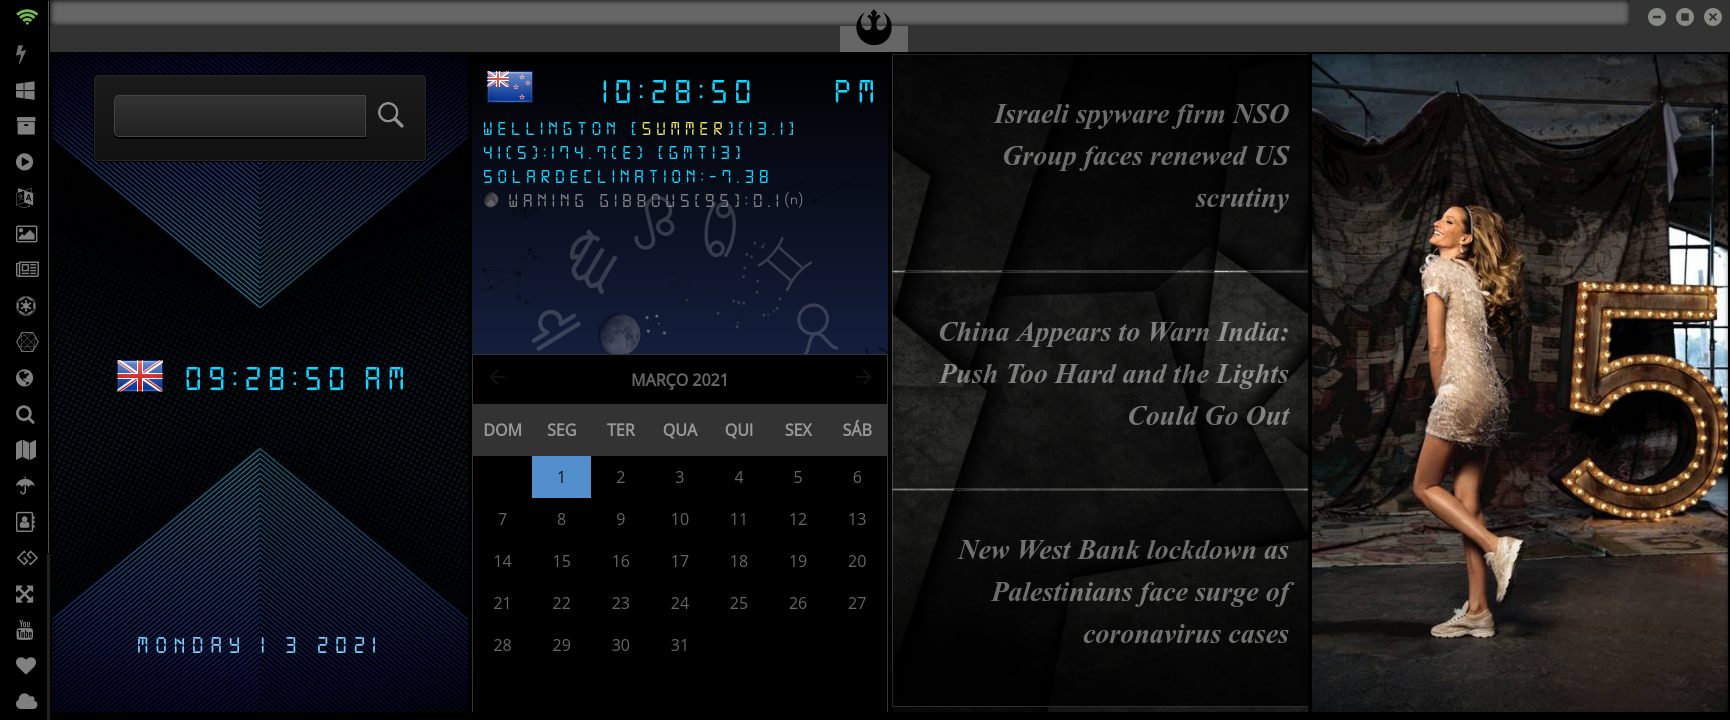 09:28:50 AM
MONDAY 1 3 2021
10:28:50 PM
WELLINGTON [SUMMER][13.1]
41(S):174.7(E) [GMT13]
SOLARDECLINATION:-7.38
WANING GIBBOUS[95]:0.1(n)
MARÇO 2021
DOM SEG TER QUA QUI SEX SÁB
1 2 3 4 5 6
7 8 9 10 11 12 13
14 15 16 17 18 19 20
21 22 23 24 25 26 27
28 29 30 31
Israeli spyware firm NSO
Group faces renewed US
scrutiny
China Appears to Warn India:
Push Too Hard and the Lights
Could Go Out
New West Bank lockdown as
Palestinians face surge of
coronavirus cases
5
You
Tube